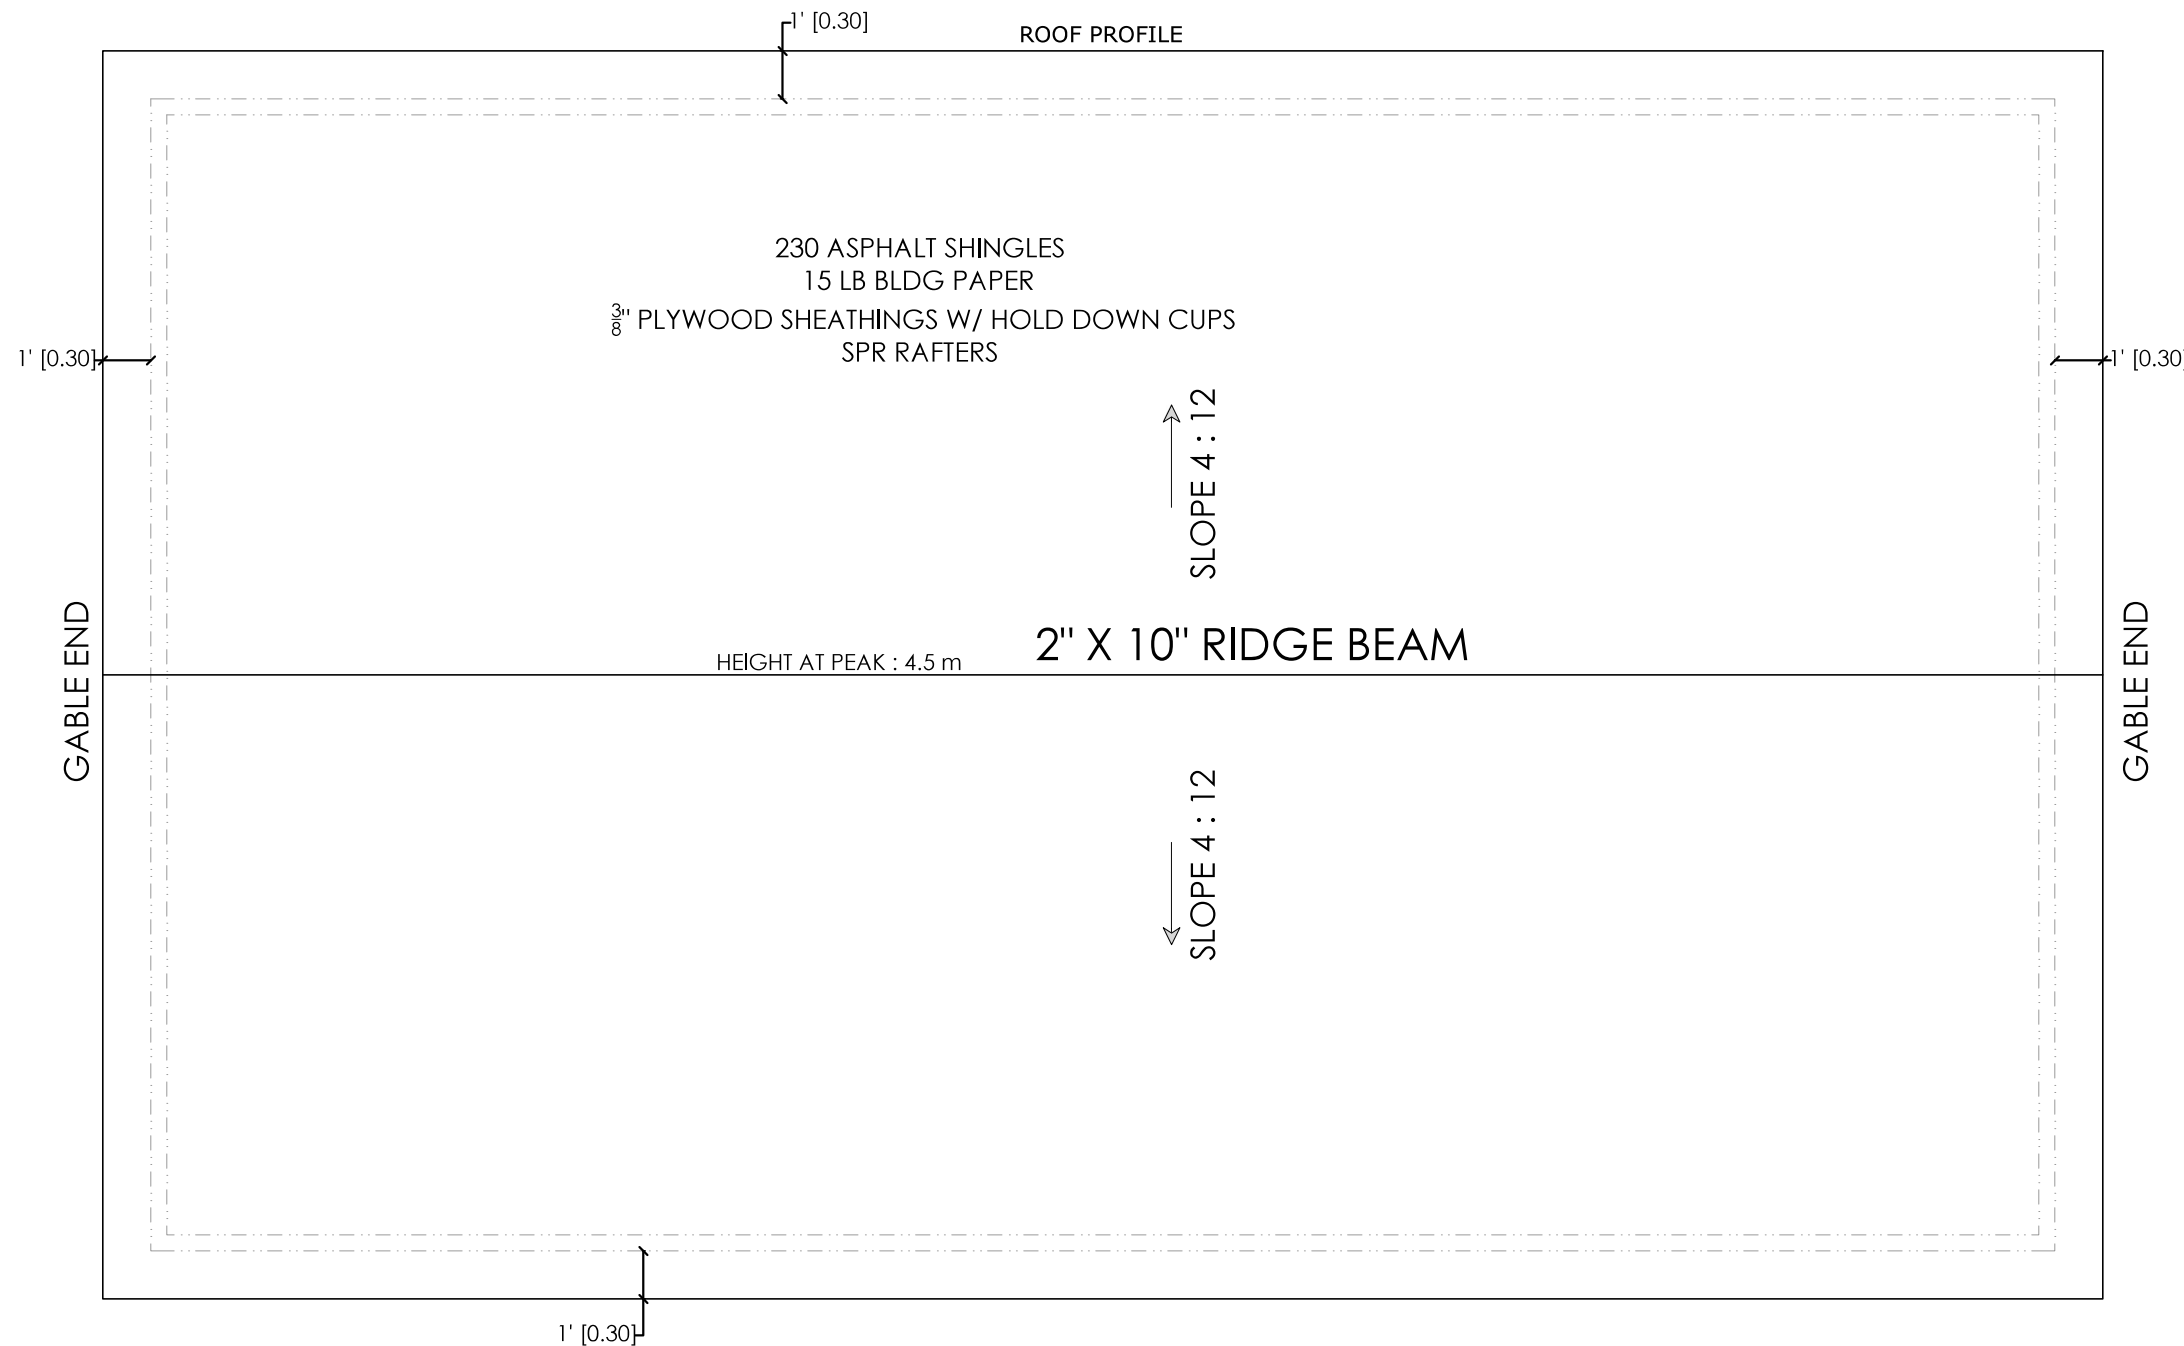 1' [0.30]
ROOF PROFILE
230 ASPHALT SHINGLES
15 LB BLDG PAPER
3/8" PLYWOOD SHEATHINGS W/ HOLD DOWN CUPS
SPR RAFTERS
1' [0.30]
1' [0.30]
SLOPE 4 : 12
GABLE END
HEIGHT AT PEAK : 4.5 m
2" X 10" RIDGE BEAM
GABLE END
SLOPE 4 : 12
1' [0.30]